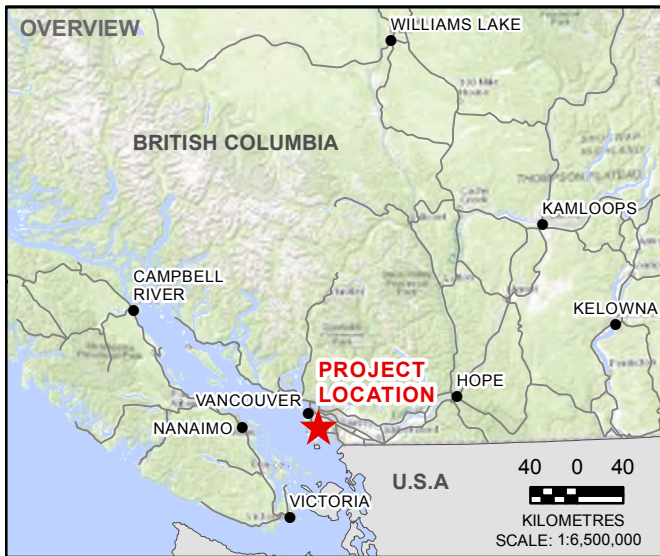 OVERVIEW
WILLIAMS LAKE
BRITISH COLUMBIA
KAMLOOPS
CAMPBELL
RIVER
KELOWNA
PROJECT
LOCATION
HOPE
VANCOUVER
NANAIMO
U.S.A
VICTORIA
40 0 40
KILOMETRES
SCALE: 1:6,500,000